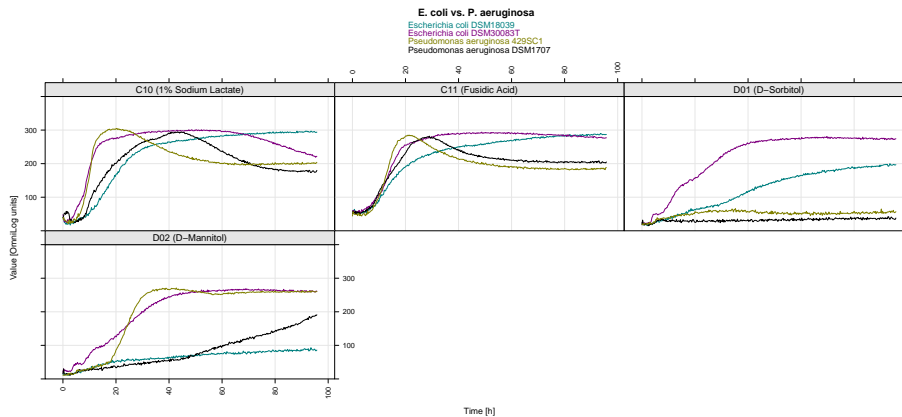 E. coli vs. P. aeruginosa
Escherichia coli DSM18039
Escherichia coli DSM30083T
Pseudomonas aeruginosa 429SC1
Pseudomonas aeruginosa DSM1707
0 20 40 60 80 100
C10 (1% Sodium Lactate) C11 (Fusidic Acid) D01 (D−Sorbitol)
300
200
100
D02 (D−Mannitol)
300
200
100
0 20 40 60 80 100
Value [OmniLog units]
Time [h]